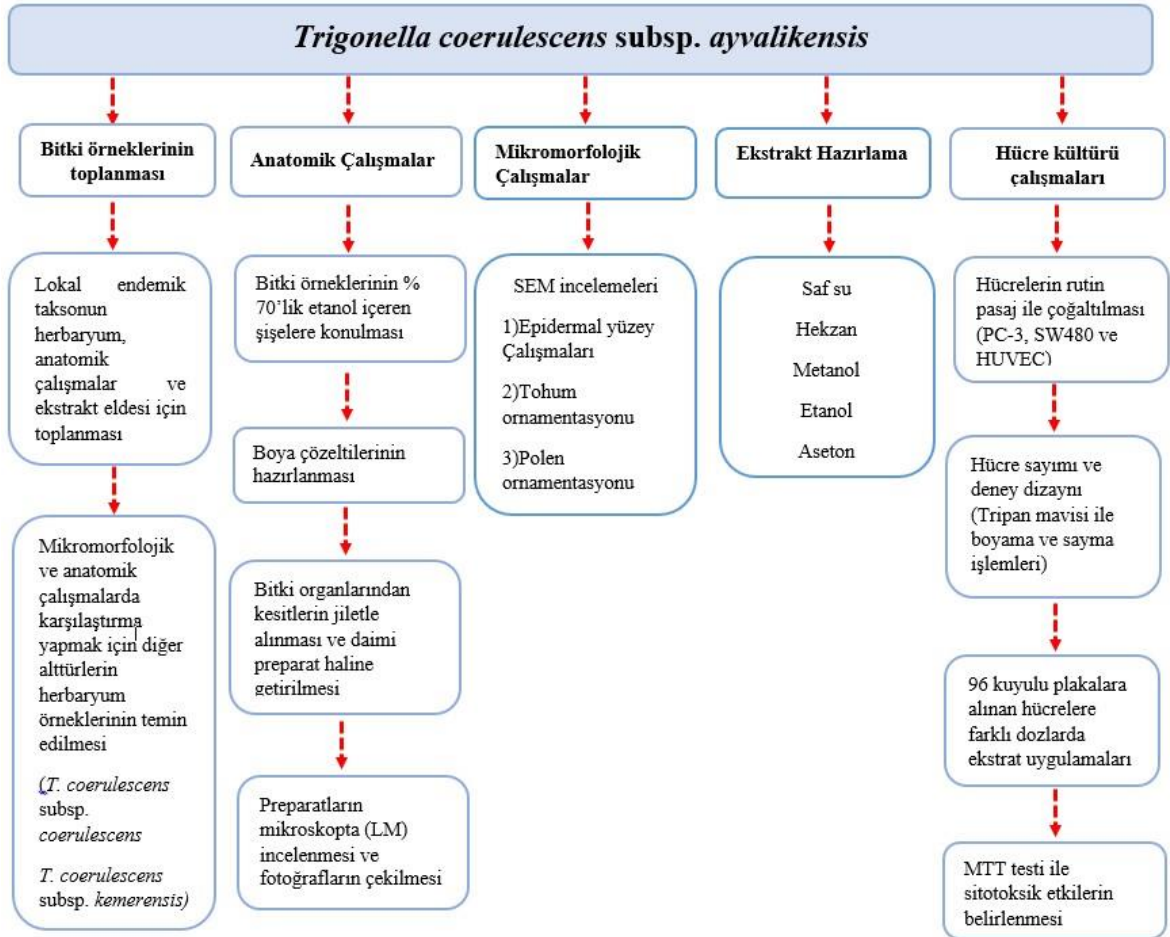 Trigonella coerulescens subsp. ayvalikensis
Bitki örneklerinin
toplanması
Lokal endemik
taksonun
herbaryum,
anatomik
çalışmalar ve
ekstrakt eldesi için
toplanması
Mikromorfolojik
ve anatomik
çalışmalarda
karşılaştırma
yapmak için diğer
alttürlerin
herbaryum
örneklerinin temin
edilmesi
(T. coerulescens
subsp.
coerulescens
T. coerulescens
subsp. kemerensis)
Anatomik Çalışmalar
Bitki örneklerinin %
70’lik etanol içeren
şişelere konulması
Boya çözeltilerinin
hazırlanması
Bitki organlarından
kesitlerin jiletle
alınması ve daimi
preparat haline
getirilmesi
Preparatların
mikroskopta (LM)
incelenmesi ve
fotoğrafların çekilmesi
Mikromorfolojik
Çalışmalar
SEM incelemeleri
1)Epidermal yüzey
Çalışmaları
2)Tohum
ornamentasyonu
3)Polen
ornamentasyonu
Ekstrakt Hazırlama
Saf su
Hekzan
Metanol
Etanol
Aseton
Hücre kültürü
çalışmaları
Hücrelerin rutin
pasaj ile çoğaltılması
(PC-3, SW480 ve
HUVEC)
Hücre sayımı ve
deney dizaynı
(Tripan mavisi ile
boyama ve sayma
işlemleri)
96 kuyulu plakalara
alınan hücrelere
farklı dozlarda
ekstrat uygulamaları
MTT testi ile
sitotoksik etkilerin
belirlenmesi